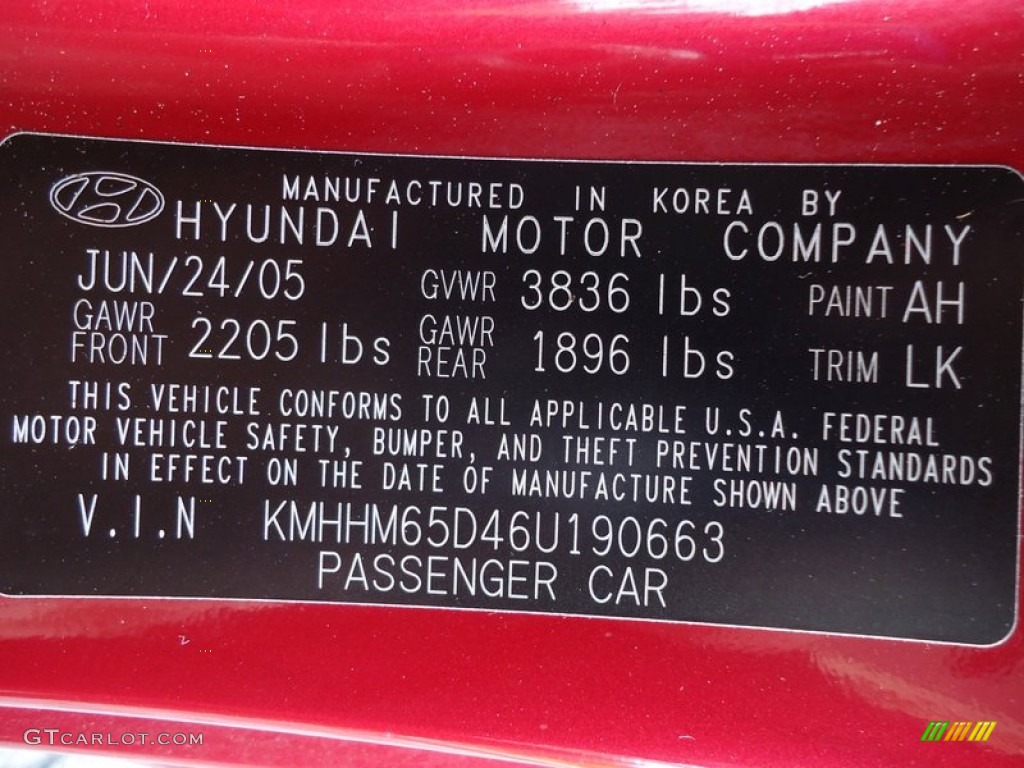 MANUFACTURED IN KOREA BY
HYUNDAI MOTOR COMPANY
JUN/24/05 GVWR 3836 lbs PAINT AH
GAWR FRONT 2205 lbs GAWR REAR 1896 lbs TRIM LK
THIS VEHICLE CONFORMS TO ALL APPLICABLE U.S.A. FEDERAL
MOTOR VEHICLE SAFETY, BUMPER, AND THEFT PREVENTION STANDARDS
IN EFFECT ON THE DATE OF MANUFACTURE SHOWN ABOVE
V.I.N KMHHM65D46U190663
PASSENGER CAR
GTCARLOT.COM